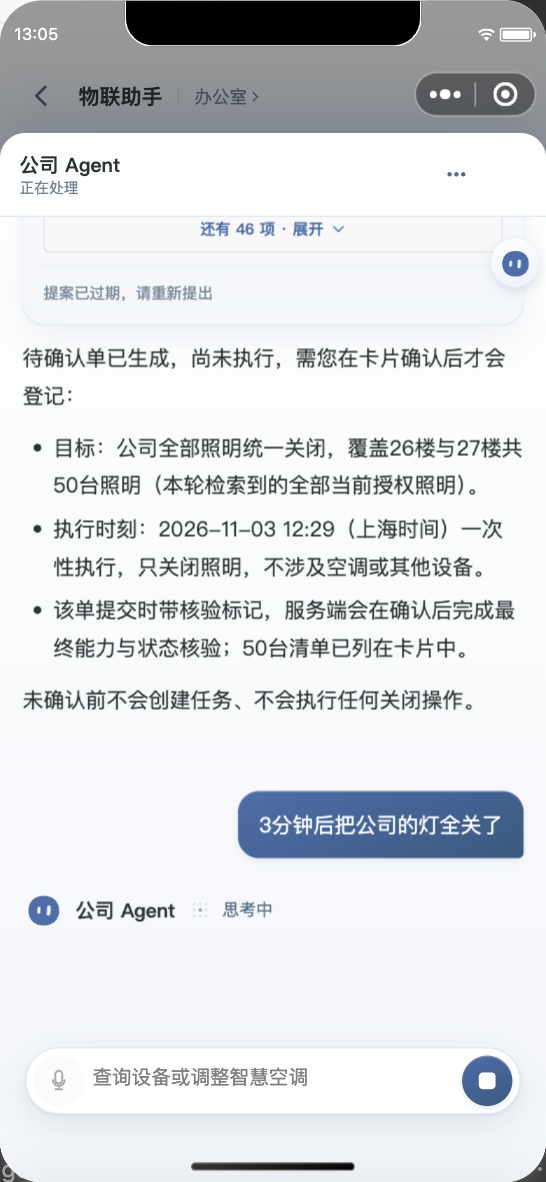 13:05
物联助手
办公室
公司 Agent
正在处理
还有 46 项 · 展开
提案已过期，请重新提出
待确认单已生成，尚未执行，需您在卡片确认后才会
登记：
• 目标：公司全部照明统一关闭，覆盖26楼与27楼共
50台照明（本轮检索到的全部当前授权照明）。
• 执行时刻：2026-11-03 12:29（上海时间）一次
性执行，只关闭照明，不涉及空调或其他设备。
• 该单提交时带核验标记，服务端会在确认后完成最
终能力与状态核验；50台清单已列在卡片中。
未确认前不会创建任务、不会执行任何关闭操作。
3分钟后把公司的灯全关了
公司 Agent
思考中
查询设备或调整智慧空调